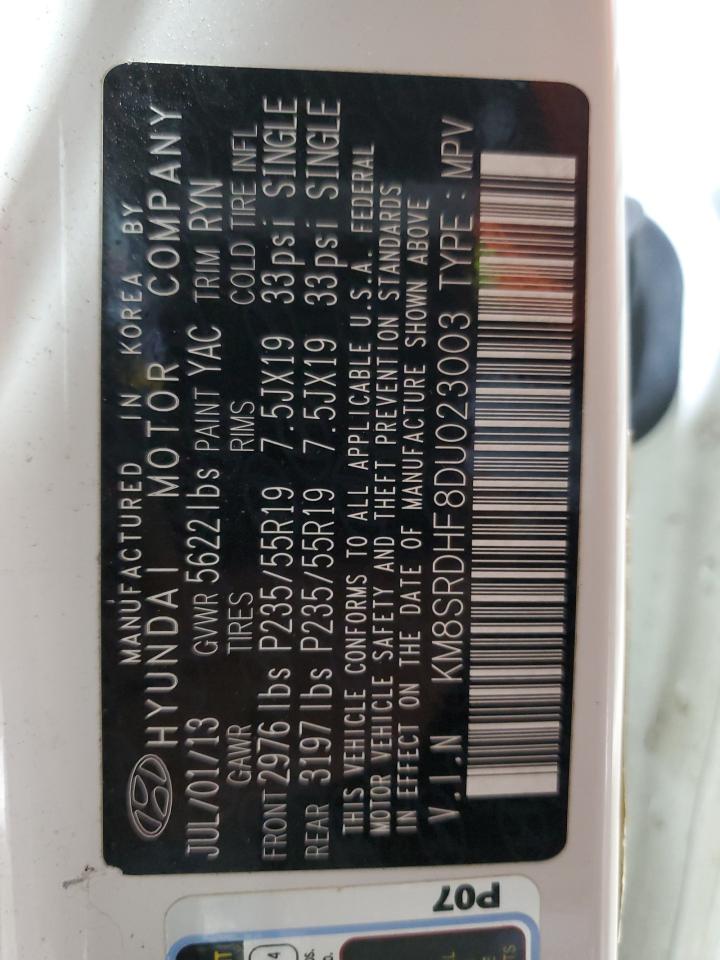 MANUFACTURED IN KOREA BY
HYUNDAI MOTOR COMPANY
JUL/01/13 GVWR 5622 lbs PAINT YAC TRIM RYN
GAWR TIRES RIMS COLD TIRE INFL
FRONT 2976 lbs P235/55R19 7.5JX19 33psi SINGLE
REAR 3197 lbs P235/55R19 7.5JX19 33psi SINGLE
THIS VEHICLE CONFORMS TO ALL APPLICABLE U.S.A. FEDERAL
MOTOR VEHICLE SAFETY AND THEFT PREVENTION STANDARDS
IN EFFECT ON THE DATE OF MANUFACTURE SHOWN ABOVE
V.I.N KM8SRDHF8DU023003 TYPE: MPV
P07